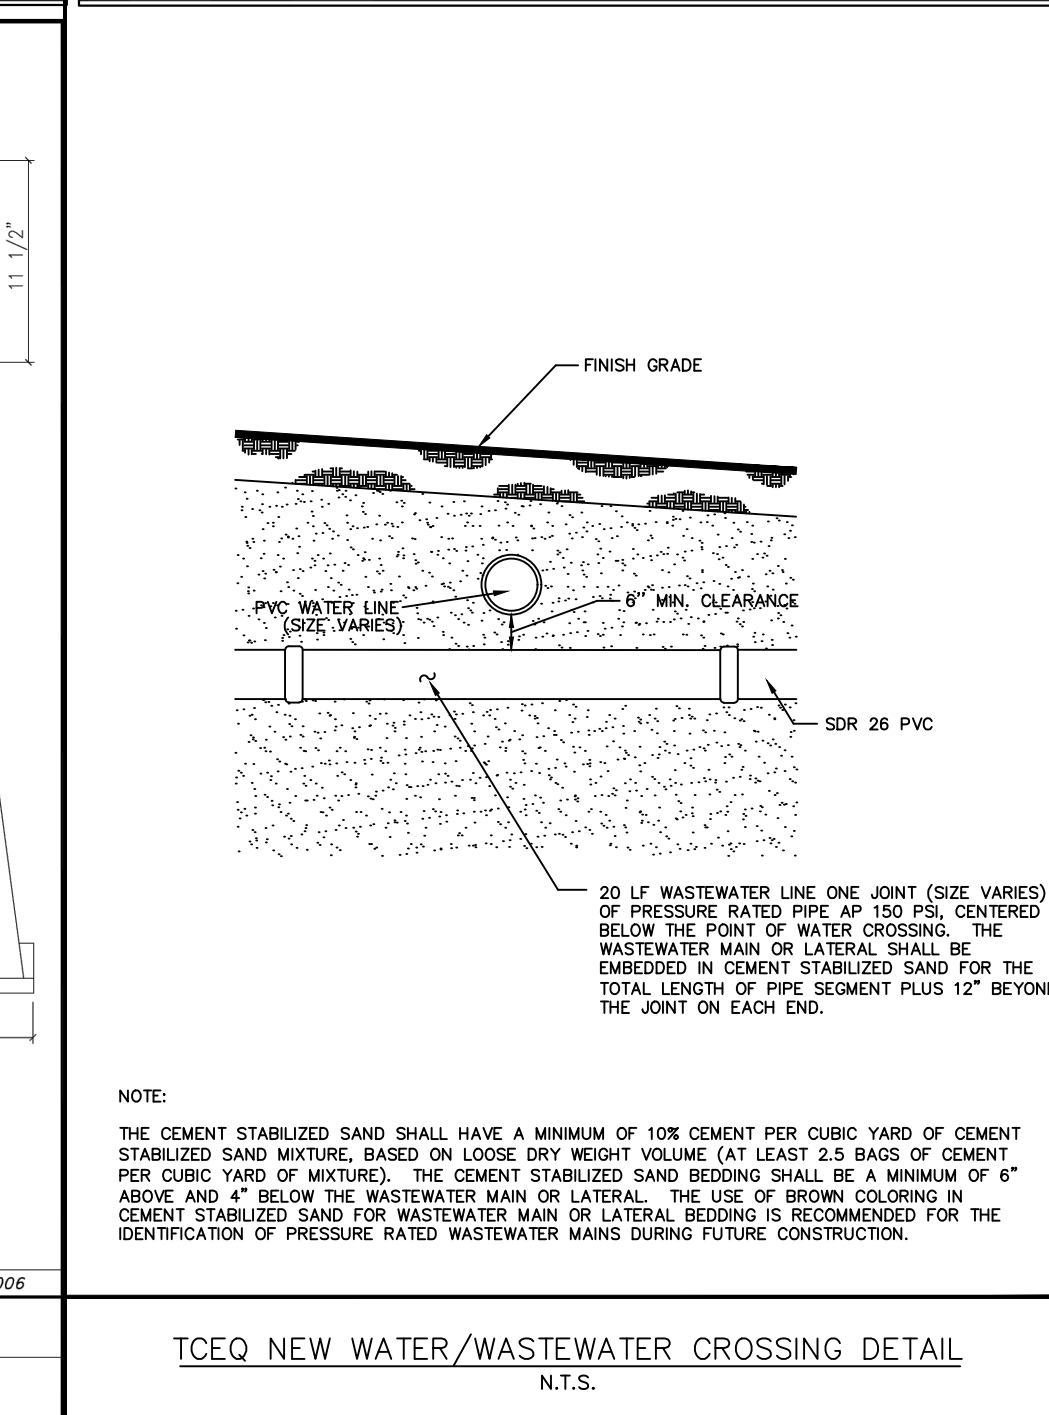 11 1/2"
FINISH GRADE
PVC WATER LINE
(SIZE VARIES)
6" MIN. CLEARANCE
SDR 26 PVC
20 LF WASTEWATER LINE ONE JOINT (SIZE VARIES)
OF PRESSURE RATED PIPE AP 150 PSI, CENTERED
BELOW THE POINT OF WATER CROSSING. THE
WASTEWATER MAIN OR LATERAL SHALL BE
EMBEDDED IN CEMENT STABILIZED SAND FOR THE
TOTAL LENGTH OF PIPE SEGMENT PLUS 12" BEYON
THE JOINT ON EACH END.
NOTE:
THE CEMENT STABILIZED SAND SHALL HAVE A MINIMUM OF 10% CEMENT PER CUBIC YARD OF CEMENT
STABILIZED SAND MIXTURE, BASED ON LOOSE DRY WEIGHT VOLUME (AT LEAST 2.5 BAGS OF CEMENT
PER CUBIC YARD OF MIXTURE). THE CEMENT STABILIZED SAND BEDDING SHALL BE A MINIMUM OF 6"
ABOVE AND 4" BELOW THE WASTEWATER MAIN OR LATERAL. THE USE OF BROWN COLORING IN
CEMENT STABILIZED SAND FOR WASTEWATER MAIN OR LATERAL BEDDING IS RECOMMENDED FOR THE
IDENTIFICATION OF PRESSURE RATED WASTEWATER MAINS DURING FUTURE CONSTRUCTION.
006
TCEQ NEW WATER/WASTEWATER CROSSING DETAIL
N.T.S.